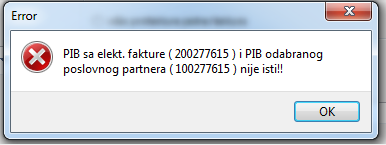 Error
PIB sa elekt. fakture ( 200277615 ) i PIB odabranog
poslovnog partnera ( 100277615 ) nije isti!!
OK